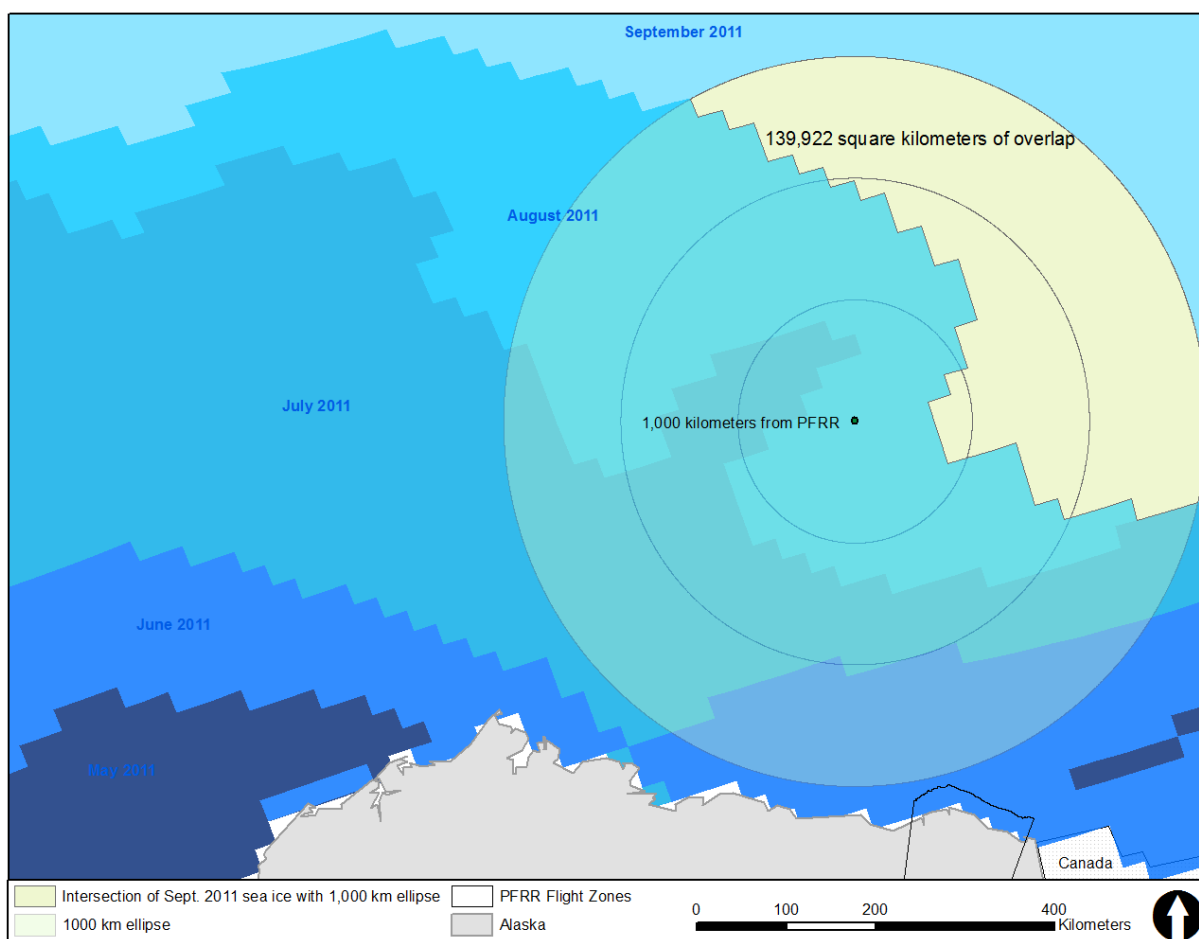 September 2011
139,922 square kilometers of overlap
August 2011
July 2011
1,000 kilometers from PFRR
June 2011
May 2011
Canada
Intersection of Sept. 2011 sea ice with 1,000 km ellipse
PFRR Flight Zones
1000 km ellipse
Alaska
0 100 200 400
Kilometers